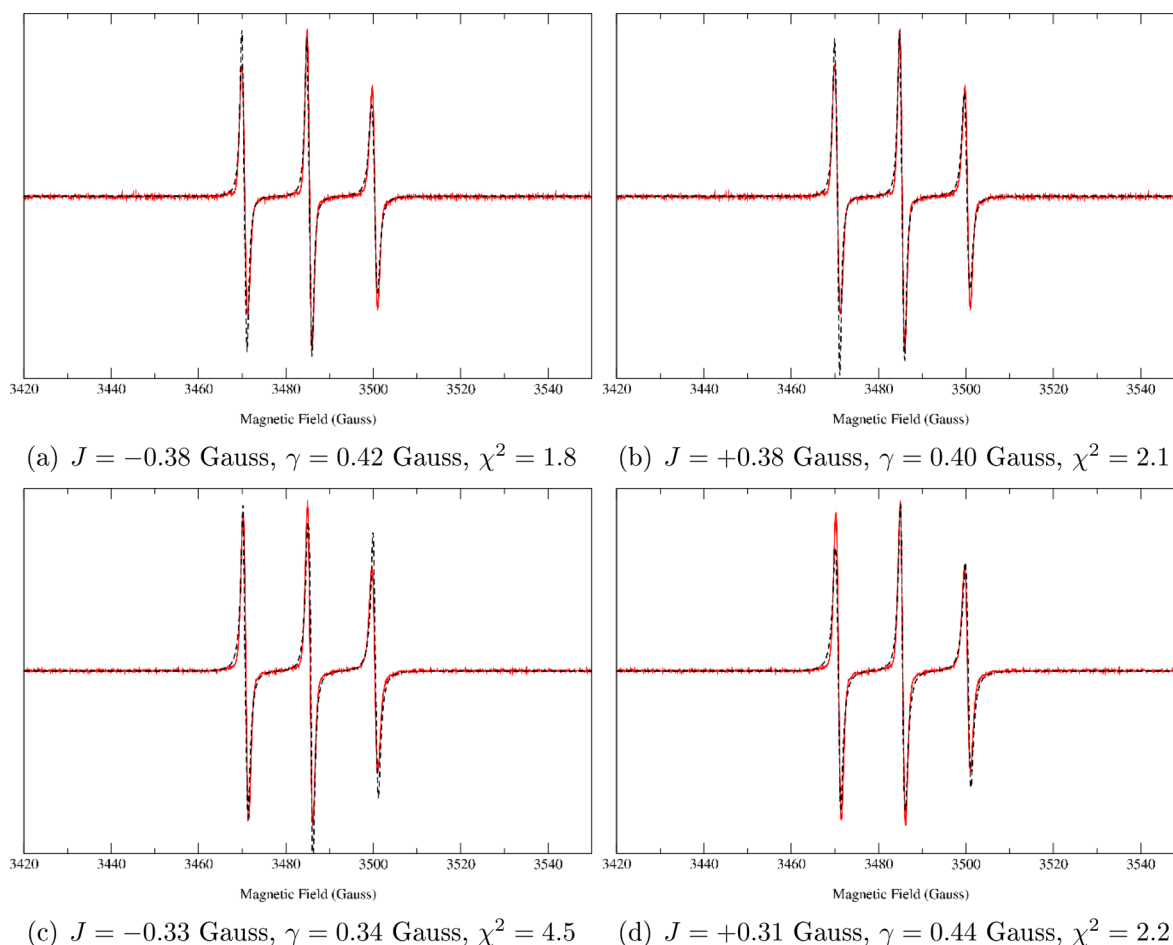 3420 3440 3460 3480 3500 3520 3540
Magnetic Field (Gauss)
(a) J = −0.38 Gauss, γ = 0.42 Gauss, χ² = 1.8
3420 3440 3460 3480 3500 3520 3540
Magnetic Field (Gauss)
(b) J = +0.38 Gauss, γ = 0.40 Gauss, χ² = 2.1
3420 3440 3460 3480 3500 3520 3540
Magnetic Field (Gauss)
(c) J = −0.33 Gauss, γ = 0.34 Gauss, χ² = 4.5
3420 3440 3460 3480 3500 3520 3540
Magnetic Field (Gauss)
(d) J = +0.31 Gauss, γ = 0.44 Gauss, χ² = 2.2